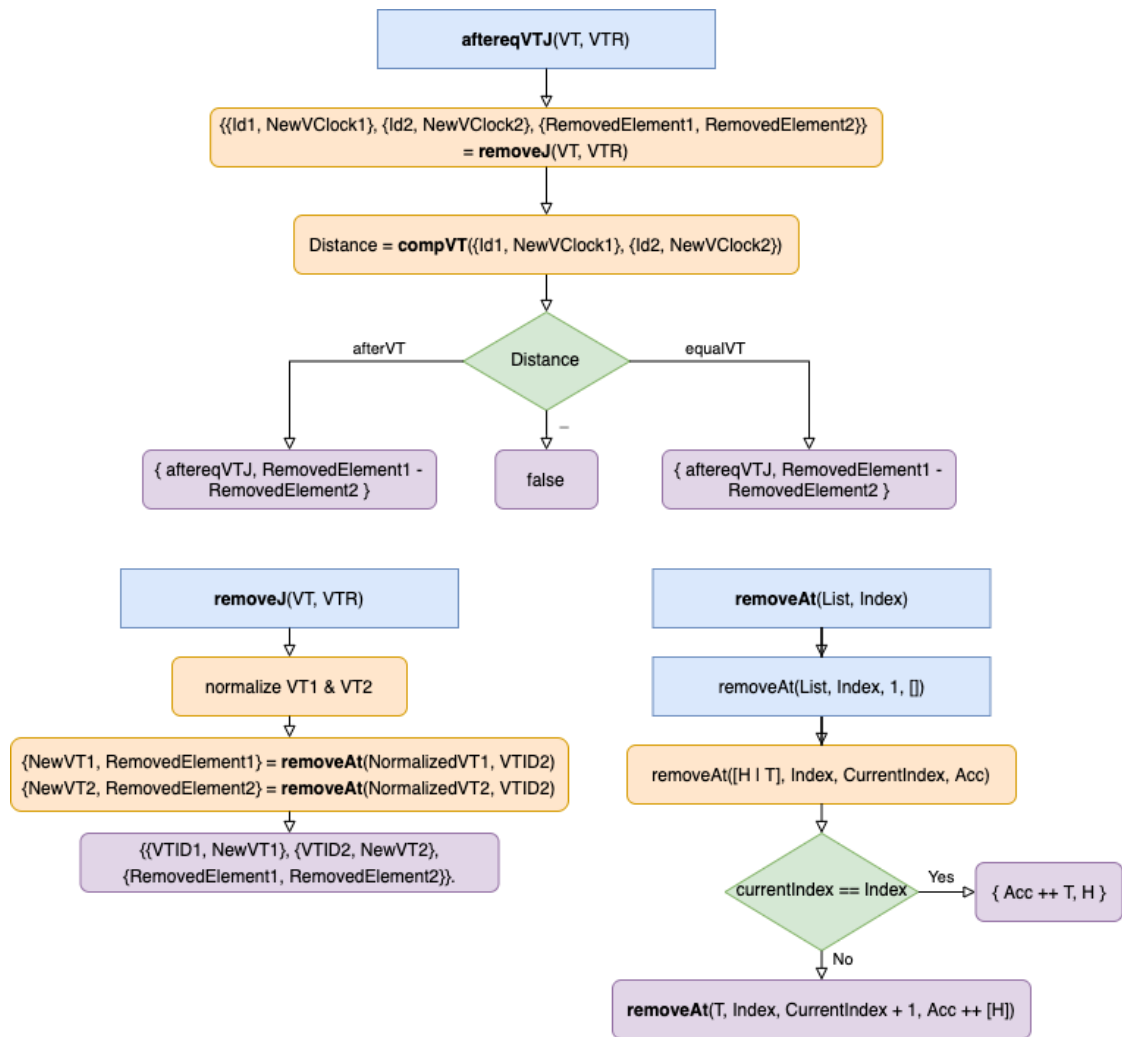 aftereqVTJ(VT, VTR)
{{Id1, NewVClock1}, {Id2, NewVClock2}, {RemovedElement1, RemovedElement2}}
= removeJ(VT, VTR)
Distance = compVT({Id1, NewVClock1}, {Id2, NewVClock2})
afterVT
Distance
equalVT
_
{ aftereqVTJ, RemovedElement1 -
RemovedElement2 }
false
{ aftereqVTJ, RemovedElement1 -
RemovedElement2 }
removeJ(VT, VTR)
normalize VT1 & VT2
{NewVT1, RemovedElement1} = removeAt(NormalizedVT1, VTID2)
{NewVT2, RemovedElement2} = removeAt(NormalizedVT2, VTID2)
{{VTID1, NewVT1}, {VTID2, NewVT2},
{RemovedElement1, RemovedElement2}}.
removeAt(List, Index)
removeAt(List, Index, 1, [])
removeAt([H | T], Index, CurrentIndex, Acc)
currentIndex == Index
Yes
{ Acc ++ T, H }
No
removeAt(T, Index, CurrentIndex + 1, Acc ++ [H])